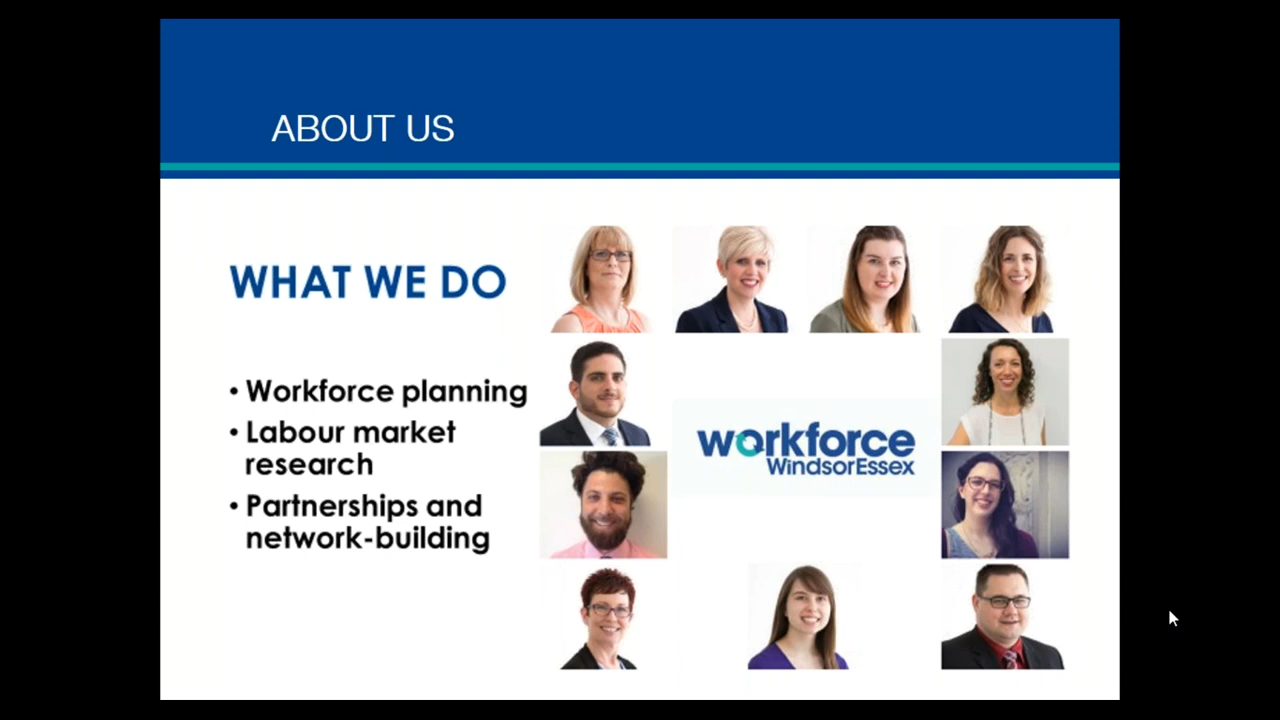 ABOUT US
WHAT WE DO
• Workforce planning
• Labour market
research
• Partnerships and
network-building
workforce
WindsorEssex